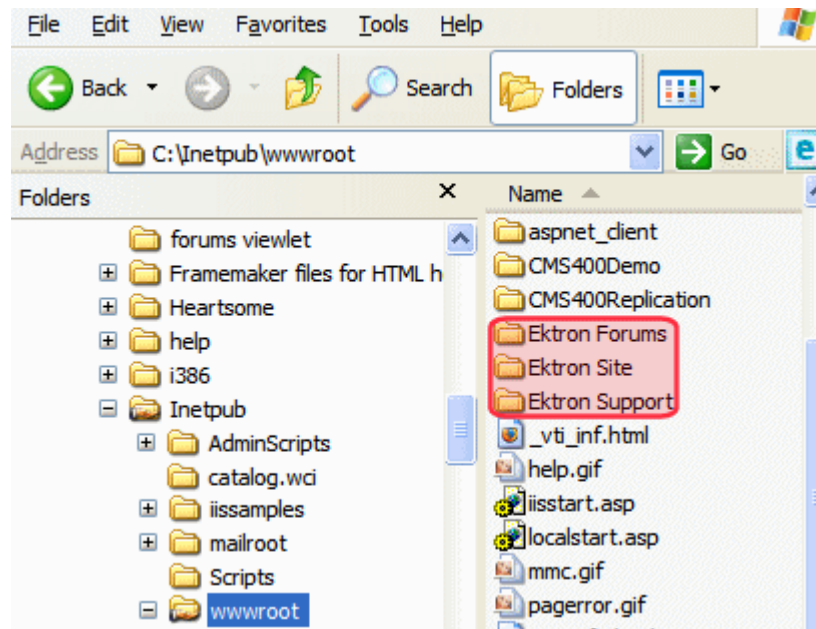 File Edit View Favorites Tools Help
Back Search Folders
Address C:\Inetpub\wwwroot Go
Folders
forums viewlet
Framemaker files for HTML h
Heartsome
help
i386
Inetpub
AdminScripts
catalog.wci
iissamples
mailroot
Scripts
wwwroot
Name
aspnet_client
CMS400Demo
CMS400Replication
Ektron Forums
Ektron Site
Ektron Support
_vti_inf.html
help.gif
iisstart.asp
localstart.asp
mmc.gif
pagerror.gif